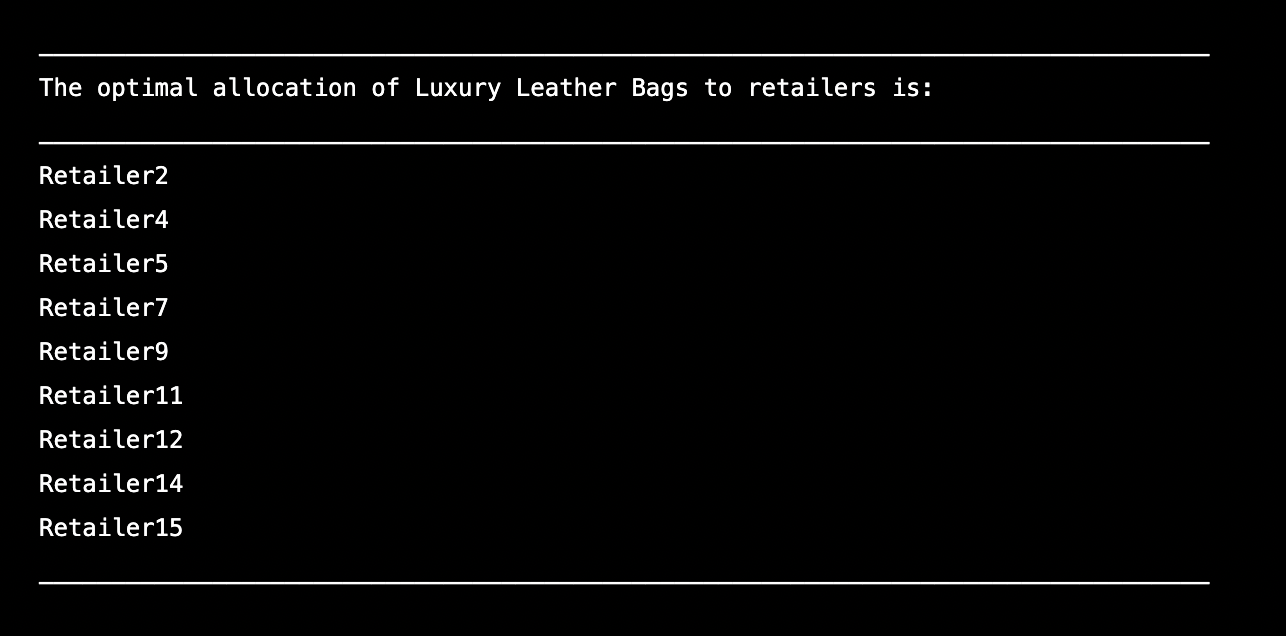 The optimal allocation of Luxury Leather Bags to retailers is:
Retailer2
Retailer4
Retailer5
Retailer7
Retailer9
Retailer11
Retailer12
Retailer14
Retailer15